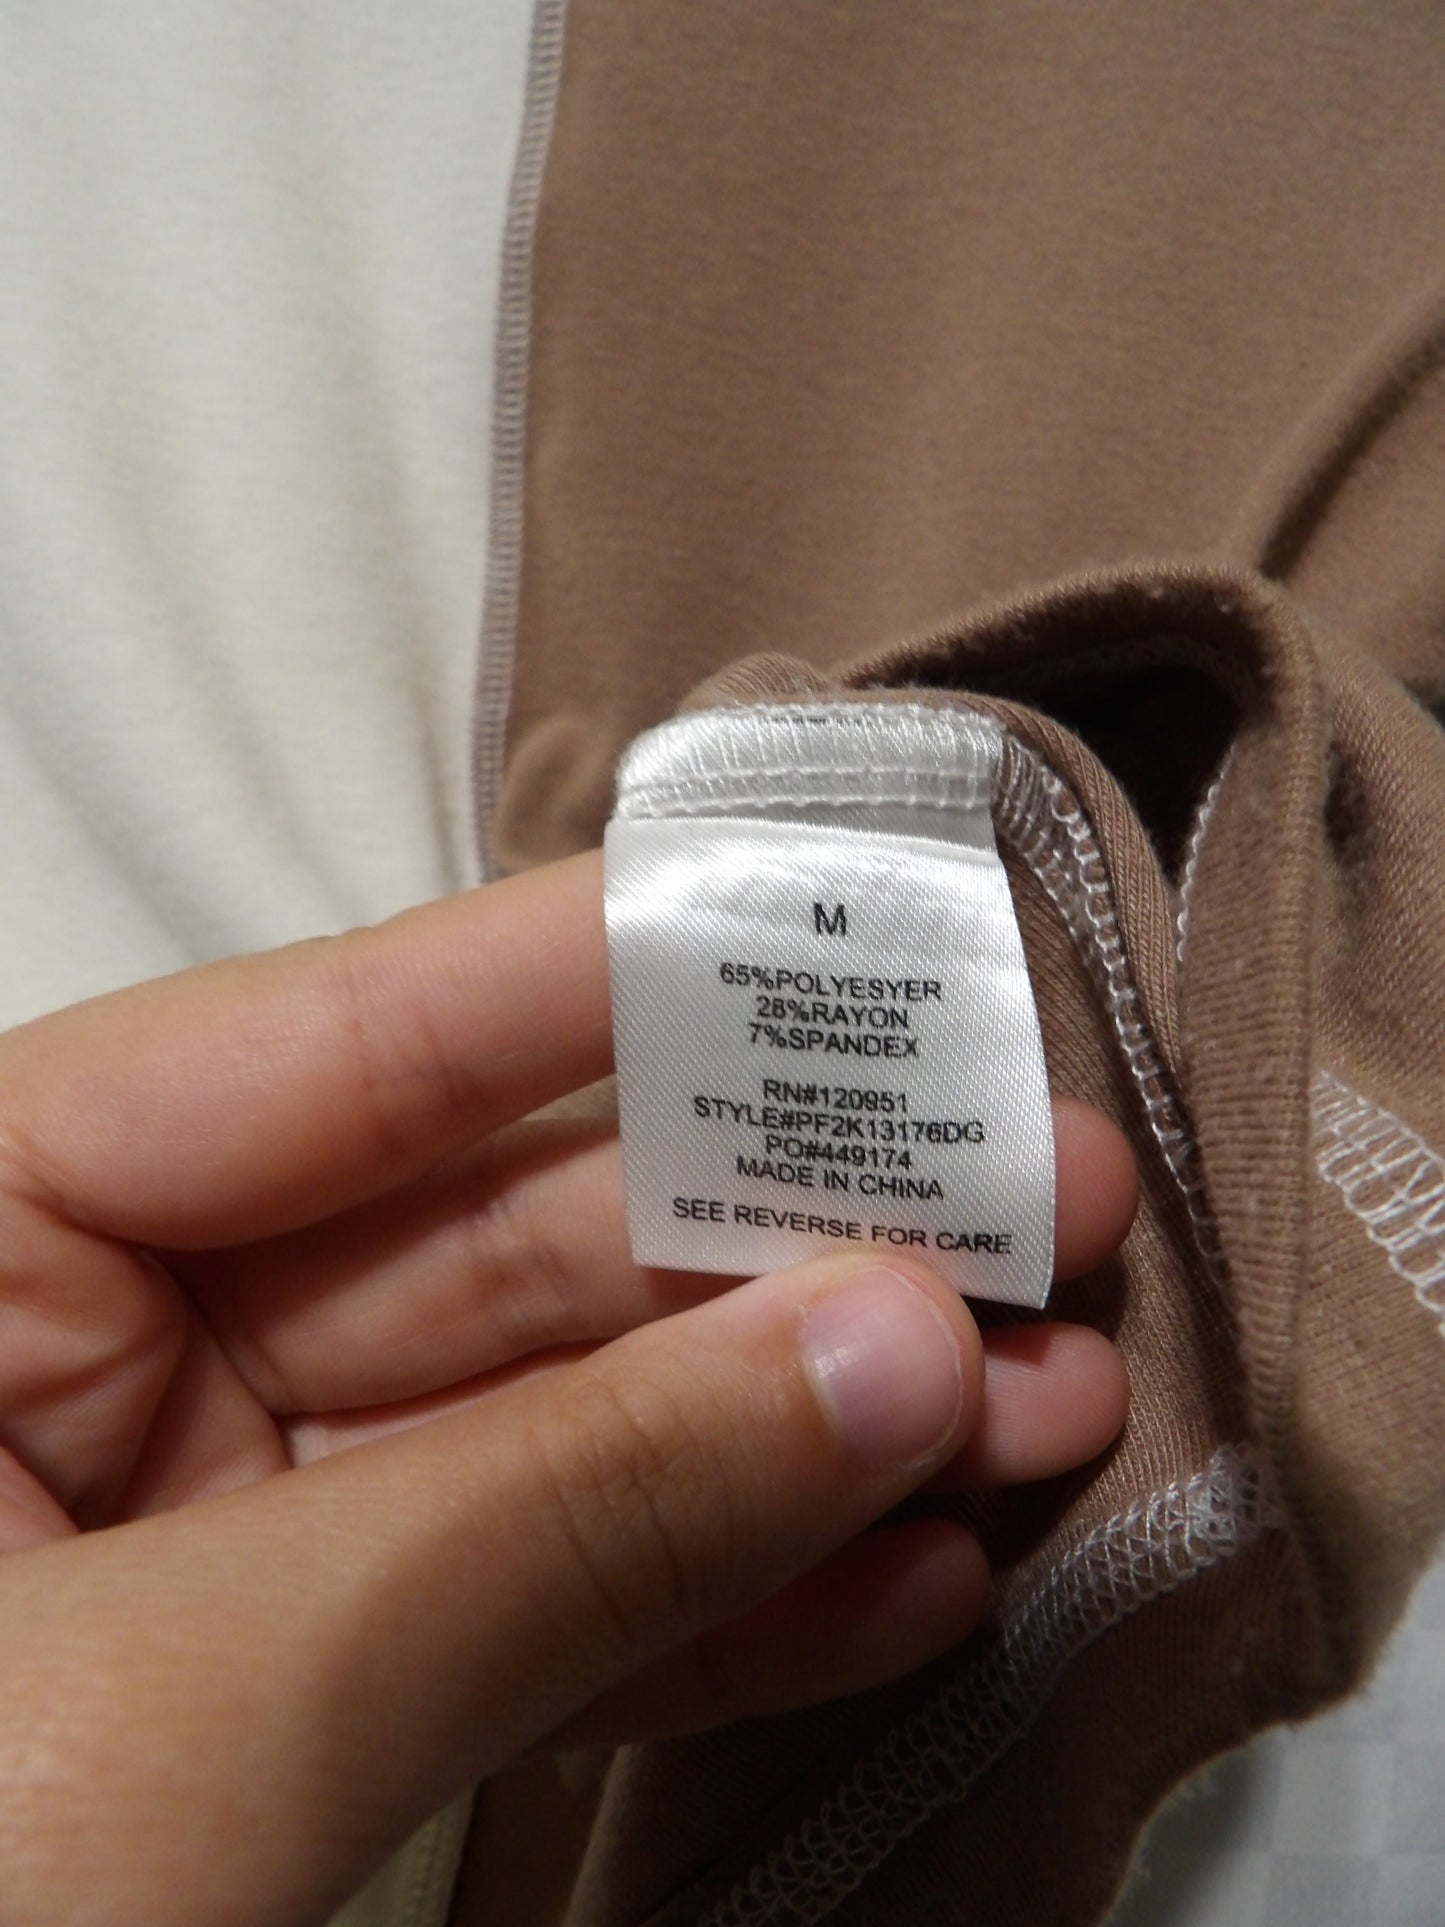 M
65%POLYESYER
28%RAYON
7%SPANDEX
RN#120951
STYLE#PF2K13176DG
PO#449174
MADE IN CHINA
SEE REVERSE FOR CARE